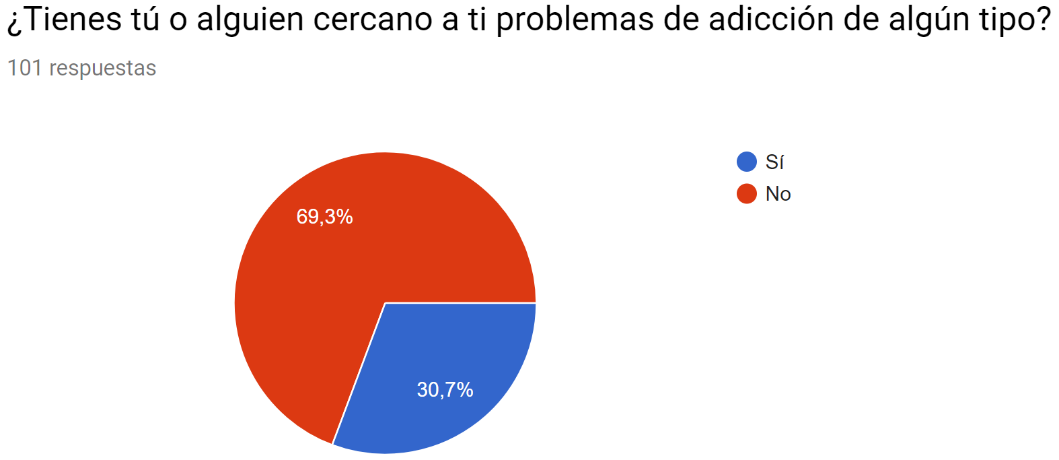 ¿Tienes tú o alguien cercano a ti problemas de adicción de algún tipo?
101 respuestas
Sí
No
69,3%
30,7%